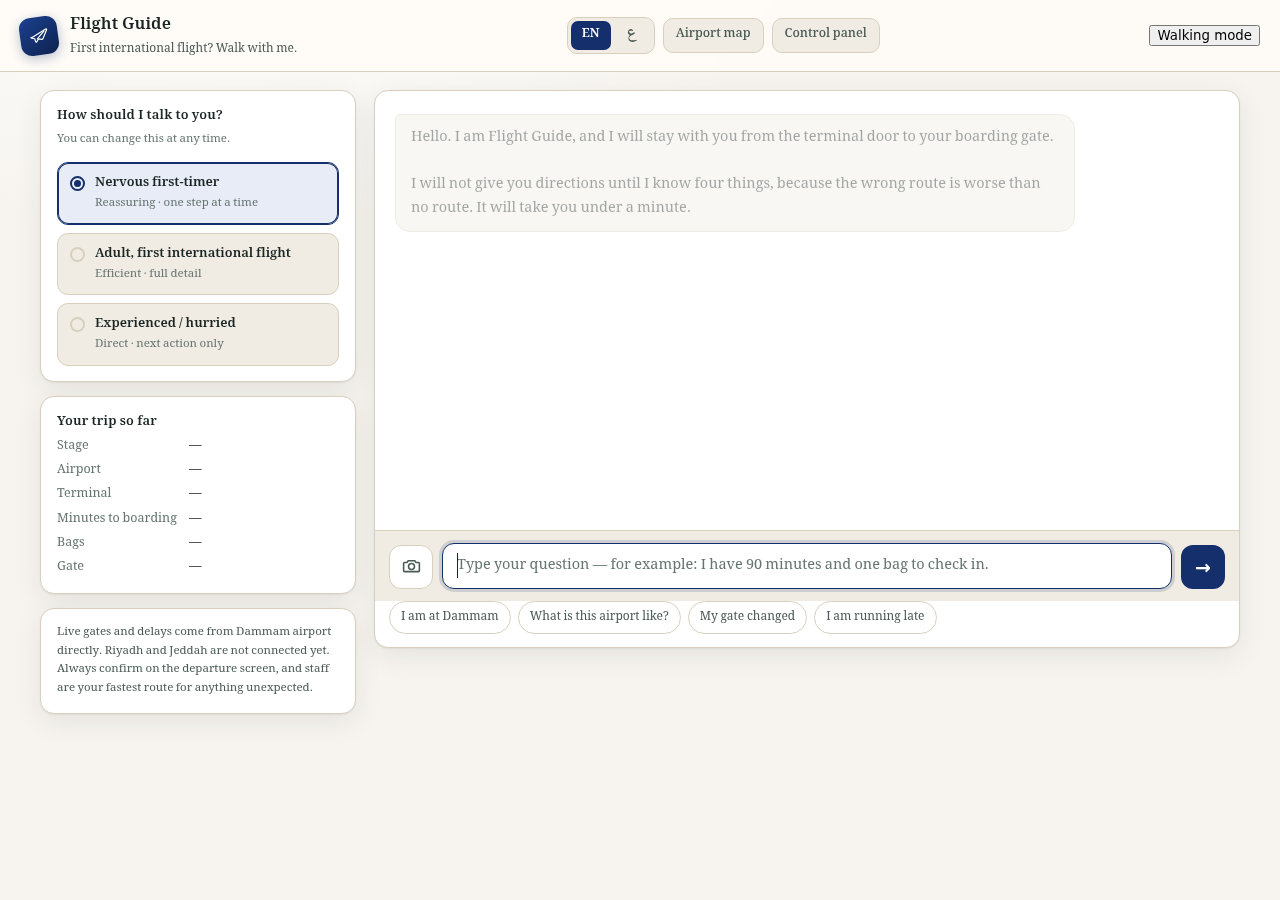 Flight Guide
First international flight? Walk with me.
EN
ع
Airport map
Control panel
Walking mode
How should I talk to you?
You can change this at any time.
Nervous first-timer
Reassuring · one step at a time
Adult, first international flight
Efficient · full detail
Experienced / hurried
Direct · next action only
Your trip so far
Stage —
Airport —
Terminal —
Minutes to boarding —
Bags —
Gate —
Live gates and delays come from Dammam airport
directly. Riyadh and Jeddah are not connected yet.
Always confirm on the departure screen, and staff
are your fastest route for anything unexpected.
Hello. I am Flight Guide, and I will stay with you from the terminal door to your boarding gate.
I will not give you directions until I know four things, because the wrong route is worse than
no route. It will take you under a minute.
Type your question — for example: I have 90 minutes and one bag to check in.
→
I am at Dammam
What is this airport like?
My gate changed
I am running late